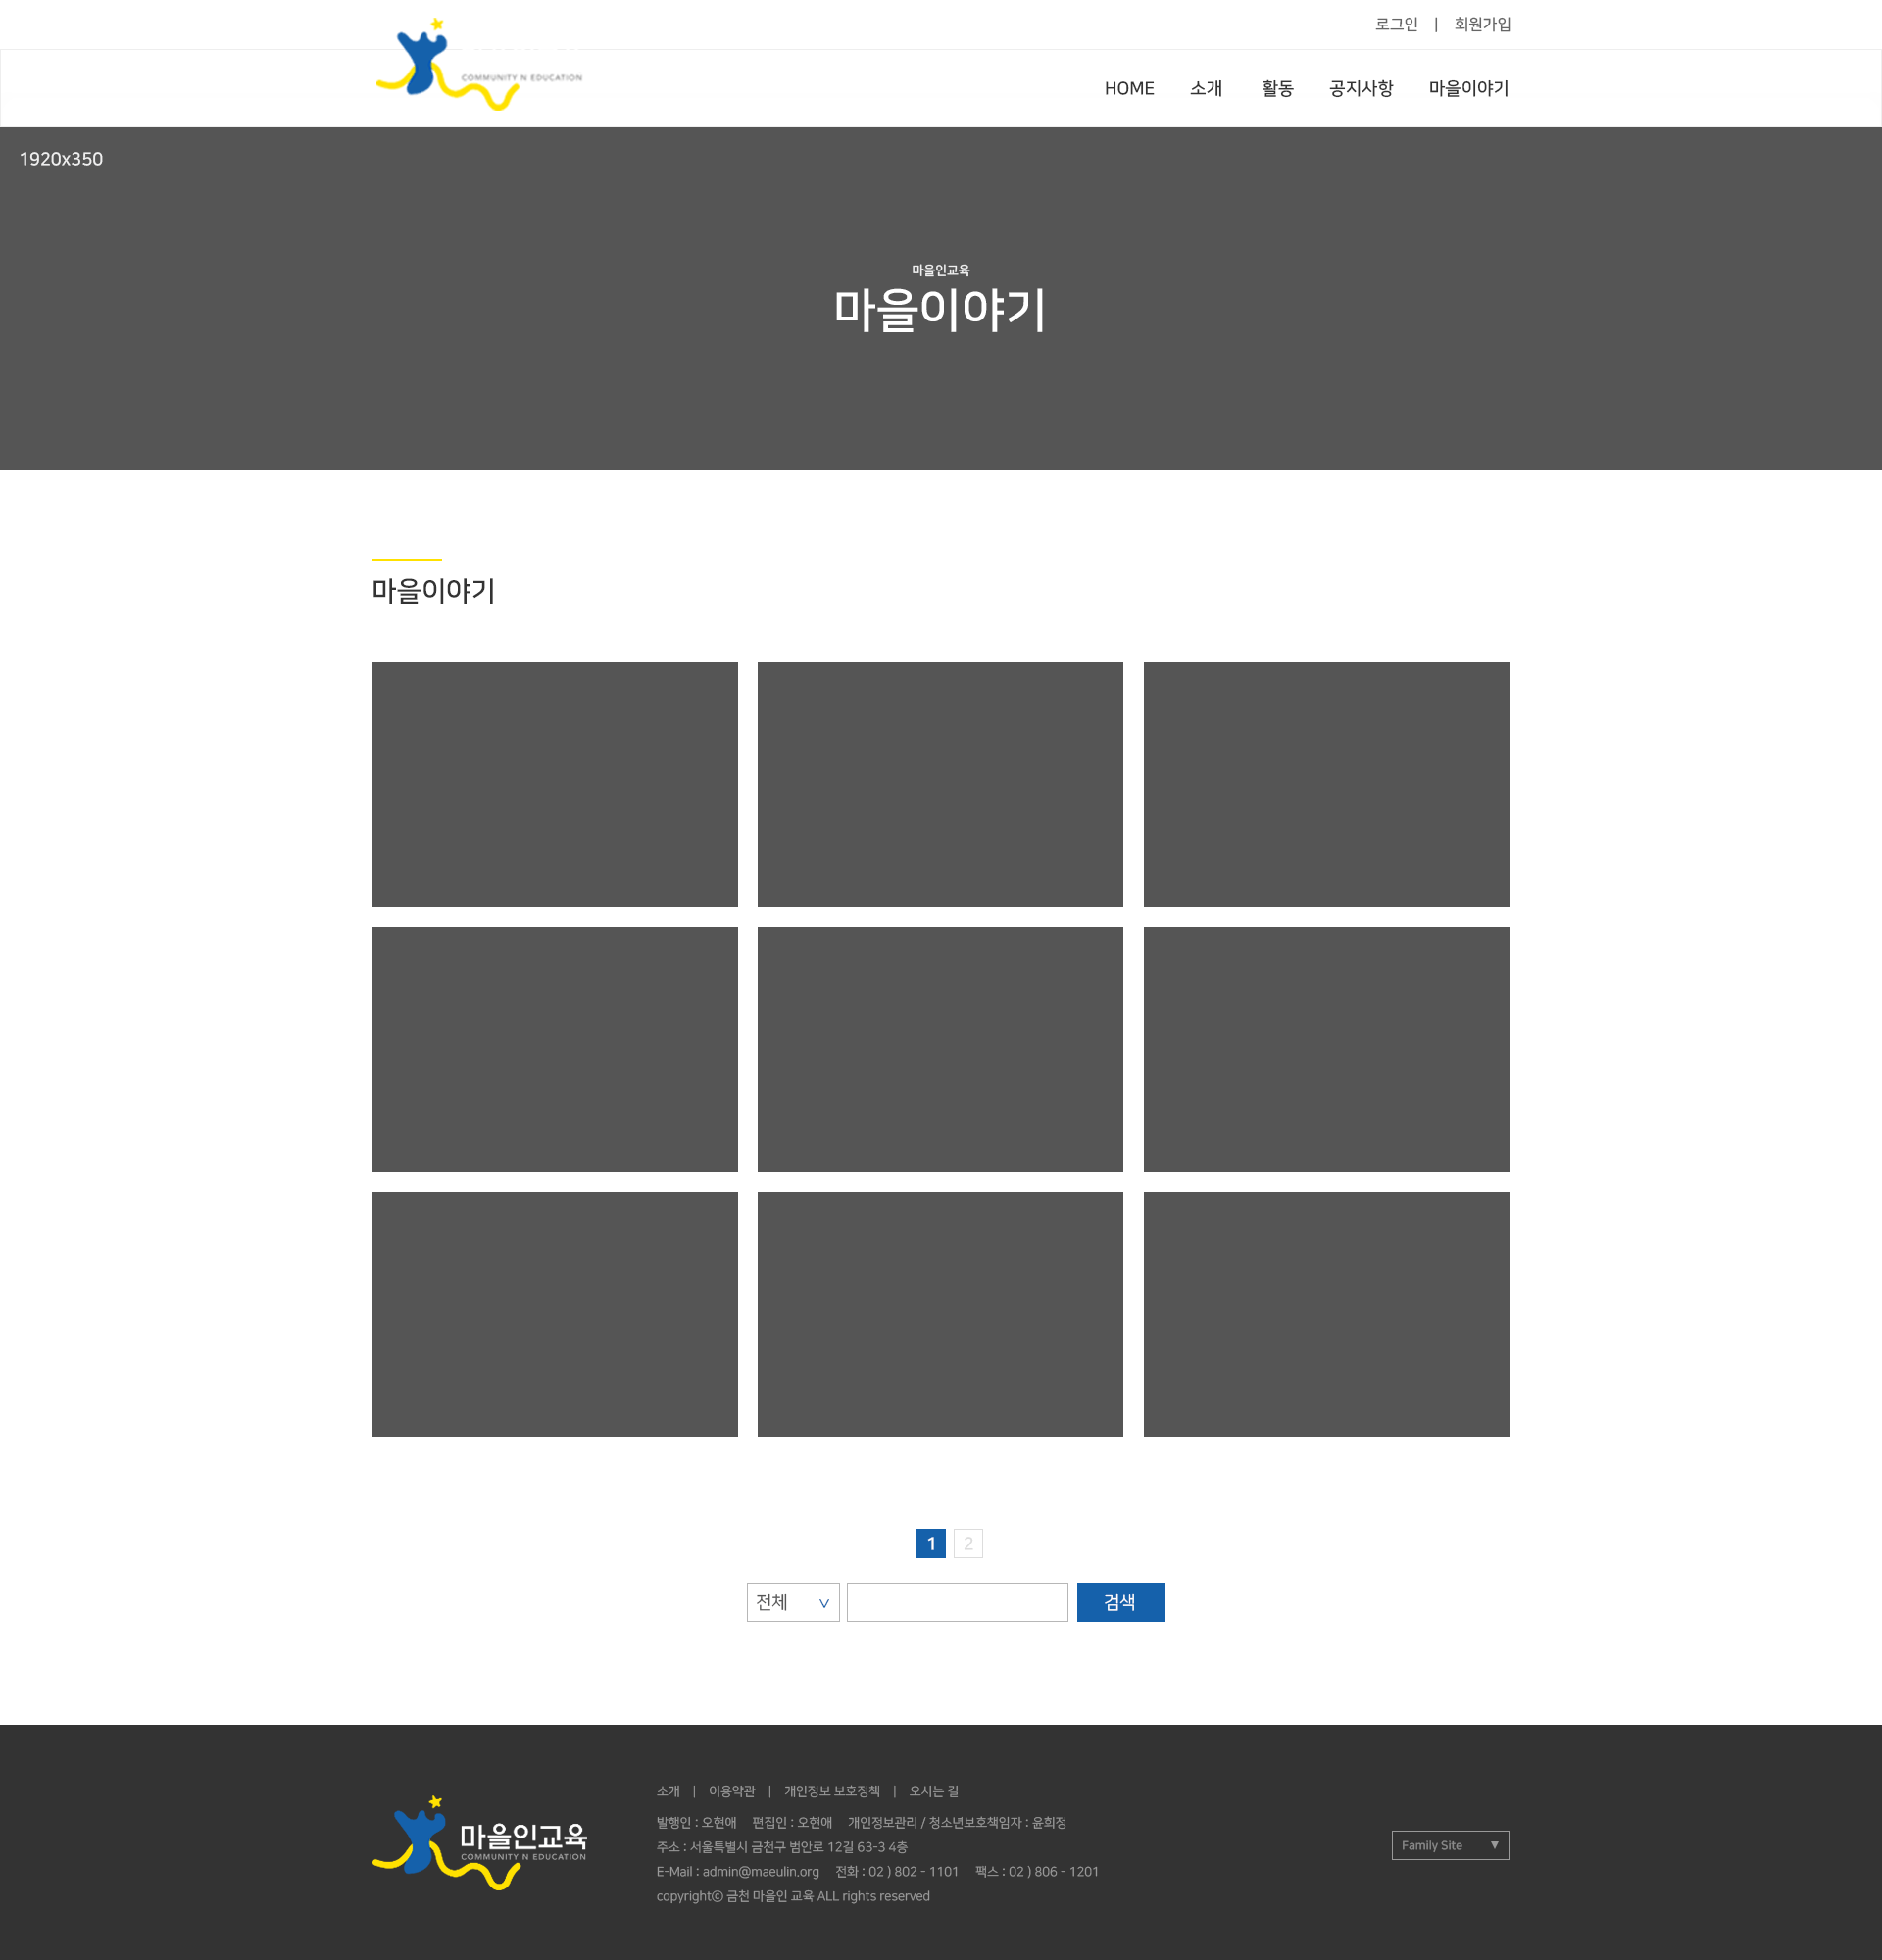 로그인 | 회원가입
COMMUNITY N EDUCATION
HOME 소개 활동 공지사항 마을이야기
1920x350
마을인교육
마을이야기
마을이야기
1 2
전체 V 검색
소개 | 이용약관 | 개인정보 보호정책 | 오시는 길
마을인교육
COMMUNITY N EDUCATION
발행인 : 오현애 편집인 : 오현애 개인정보관리 / 청소년보호책임자 : 윤희정
주소 : 서울특별시 금천구 범안로 12길 63-3 4층
E-Mail : admin@maeulin.org 전화 : 02 ) 802 - 1101 팩스 : 02 ) 806 - 1201
copyrightⓒ 금천 마을인 교육 ALL rights reserved
Family Site ▼